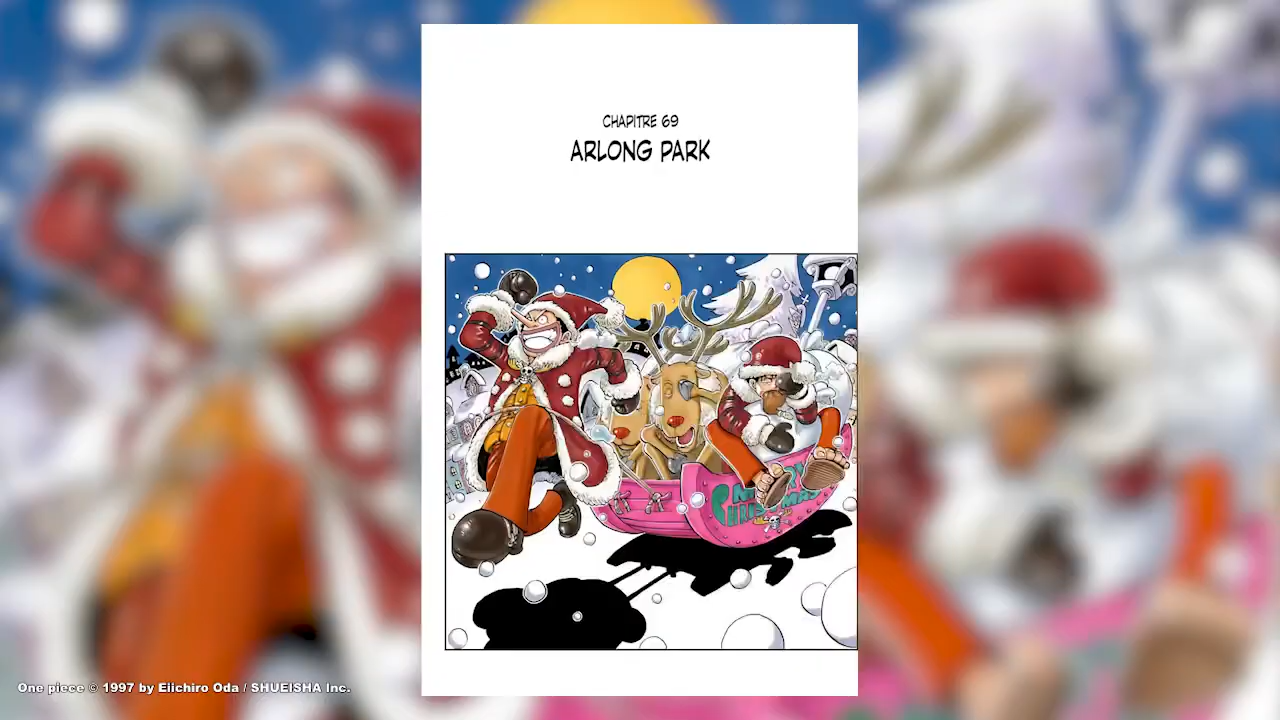 CHAPITRE 69
ARLONG PARK
MERRY
CHRISTMAS
One piece © 1997 by Eiichiro Oda / SHUEISHA Inc.